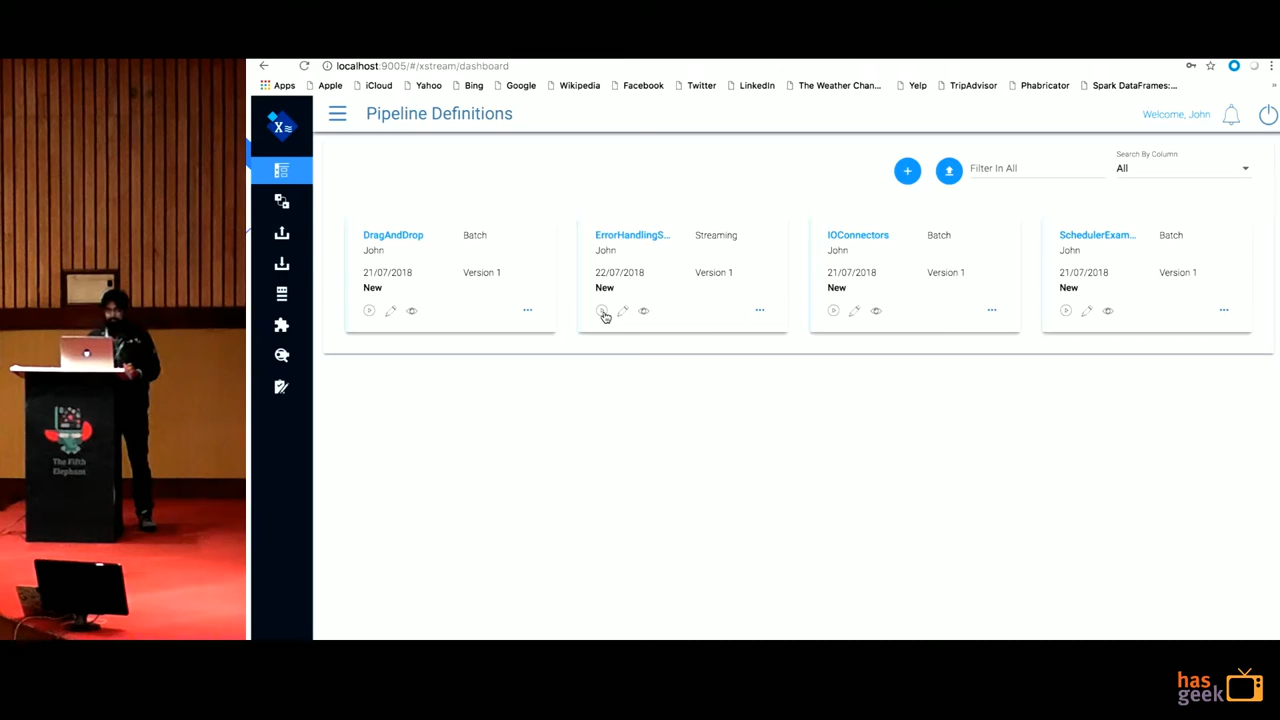 localhost:9005/#/xstream/dashboard
Apps Apple iCloud Yahoo Bing Google Wikipedia Facebook Twitter LinkedIn The Weather Chan... Yelp TripAdvisor Phabricator Spark DataFrames:... »
X
Pipeline Definitions
Welcome, John
Search By Column
Filter In All
All
DragAndDrop Batch
John
21/07/2018 Version 1
New
ErrorHandlingS... Streaming
John
22/07/2018 Version 1
New
IOConnectors Batch
John
21/07/2018 Version 1
New
SchedulerExam... Batch
John
21/07/2018 Version 1
New
The Fifth
Elephant
has
geek